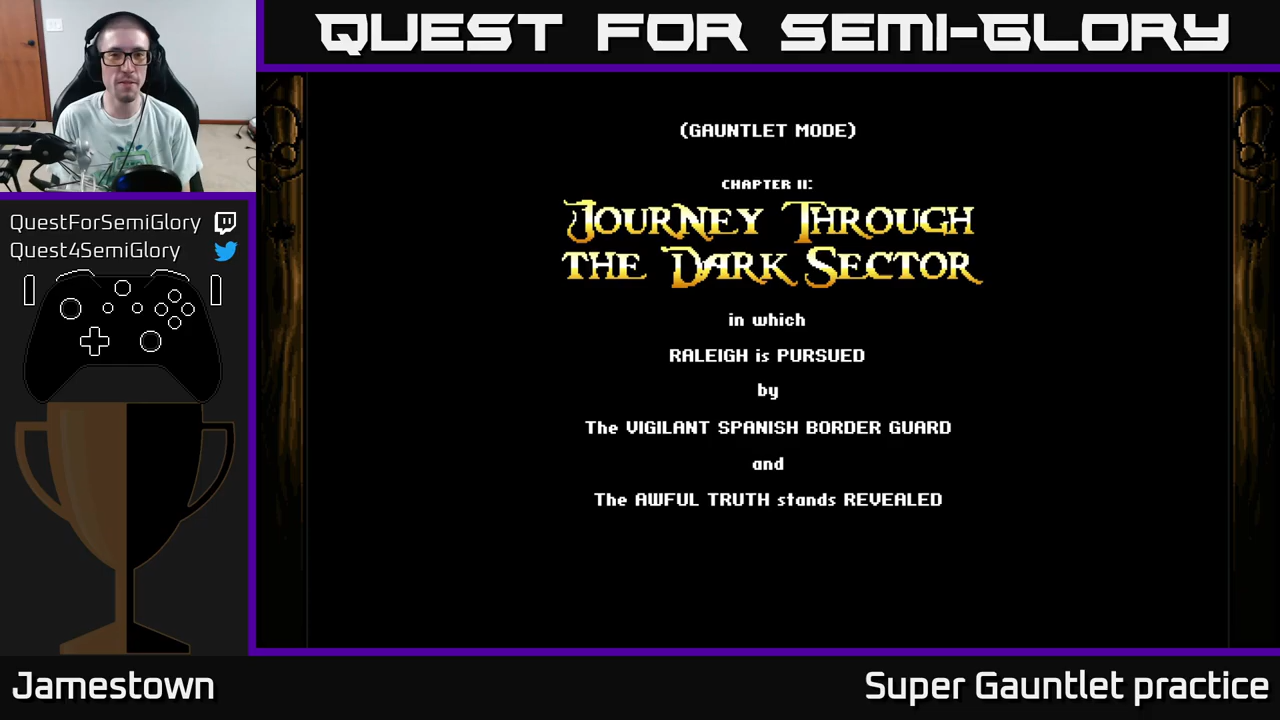 QUEST FOR SEMI-GLORY
QuestForSemiGlory
Quest4SemiGlory
(GAUNTLET MODE)
CHAPTER II:
JOURNEY THROUGH
THE DARK SECTOR
in which
RALEIGH is PURSUED
by
The VIGILANT SPANISH BORDER GUARD
and
The AWFUL TRUTH stands REVEALED
Jamestown
Super Gauntlet practice